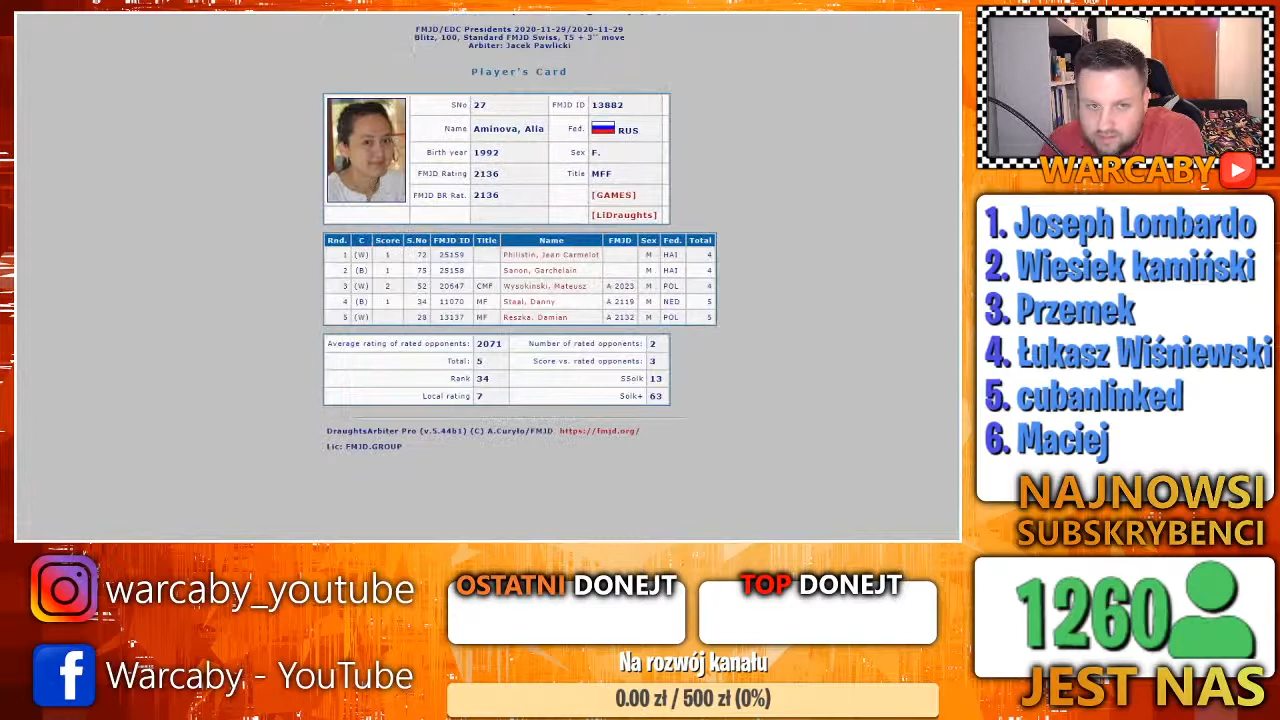 FMJD/EDC Presidents 2020-11-29/2020-11-29
Blitz, 100, Standard FMJD Swiss, T5 + 3'' move
Arbiter: Jacek Pawlicki
Player's Card
SNo 27 FMJD ID 13882
Name Aminova, Alia Fed. RUS
Birth year 1992 Sex F.
FMJD Rating 2136 Title MFF
FMJD BR Rat. 2136 [GAMES]
[LiDraughts]
Rnd. C Score S.No FMJD ID Title Name FMJD Sex Fed. Total
1 (W) 1 72 25159 Philistin, Jean Carmelot M HAI 4
2 (B) 1 75 25158 Sanon, Garchelain M HAI 4
3 (W) 2 52 20647 CMF Wysokinski, Mateusz A 2023 M POL 4
4 (B) 1 34 11070 MF Staal, Danny A 2119 M NED 5
5 (W) 28 13137 MF Reszka, Damian A 2132 M POL 5
Average rating of rated opponents: 2071 Number of rated opponents: 2
Total: 5 Score vs. rated opponents: 3
Rank 34 SSolk 13
Local rating 7 Solk+ 63
DraughtsArbiter Pro (v.5.44b1) (C) A.Curyło/FMJD https://fmjd.org/
Lic: FMJD.GROUP
WARCABY
1. Joseph Lombardo
2. Wiesiek kamiński
3. Przemek
4. Łukasz Wiśniewski
5. cubanlinked
6. Maciej
NAJNOWSI
SUBSKRYBENCI
1260
JEST NAS
warcaby_youtube
Warcaby - YouTube
OSTATNI DONEJT
TOP DONEJT
Na rozwój kanału
0.00 zł / 500 zł (0%)